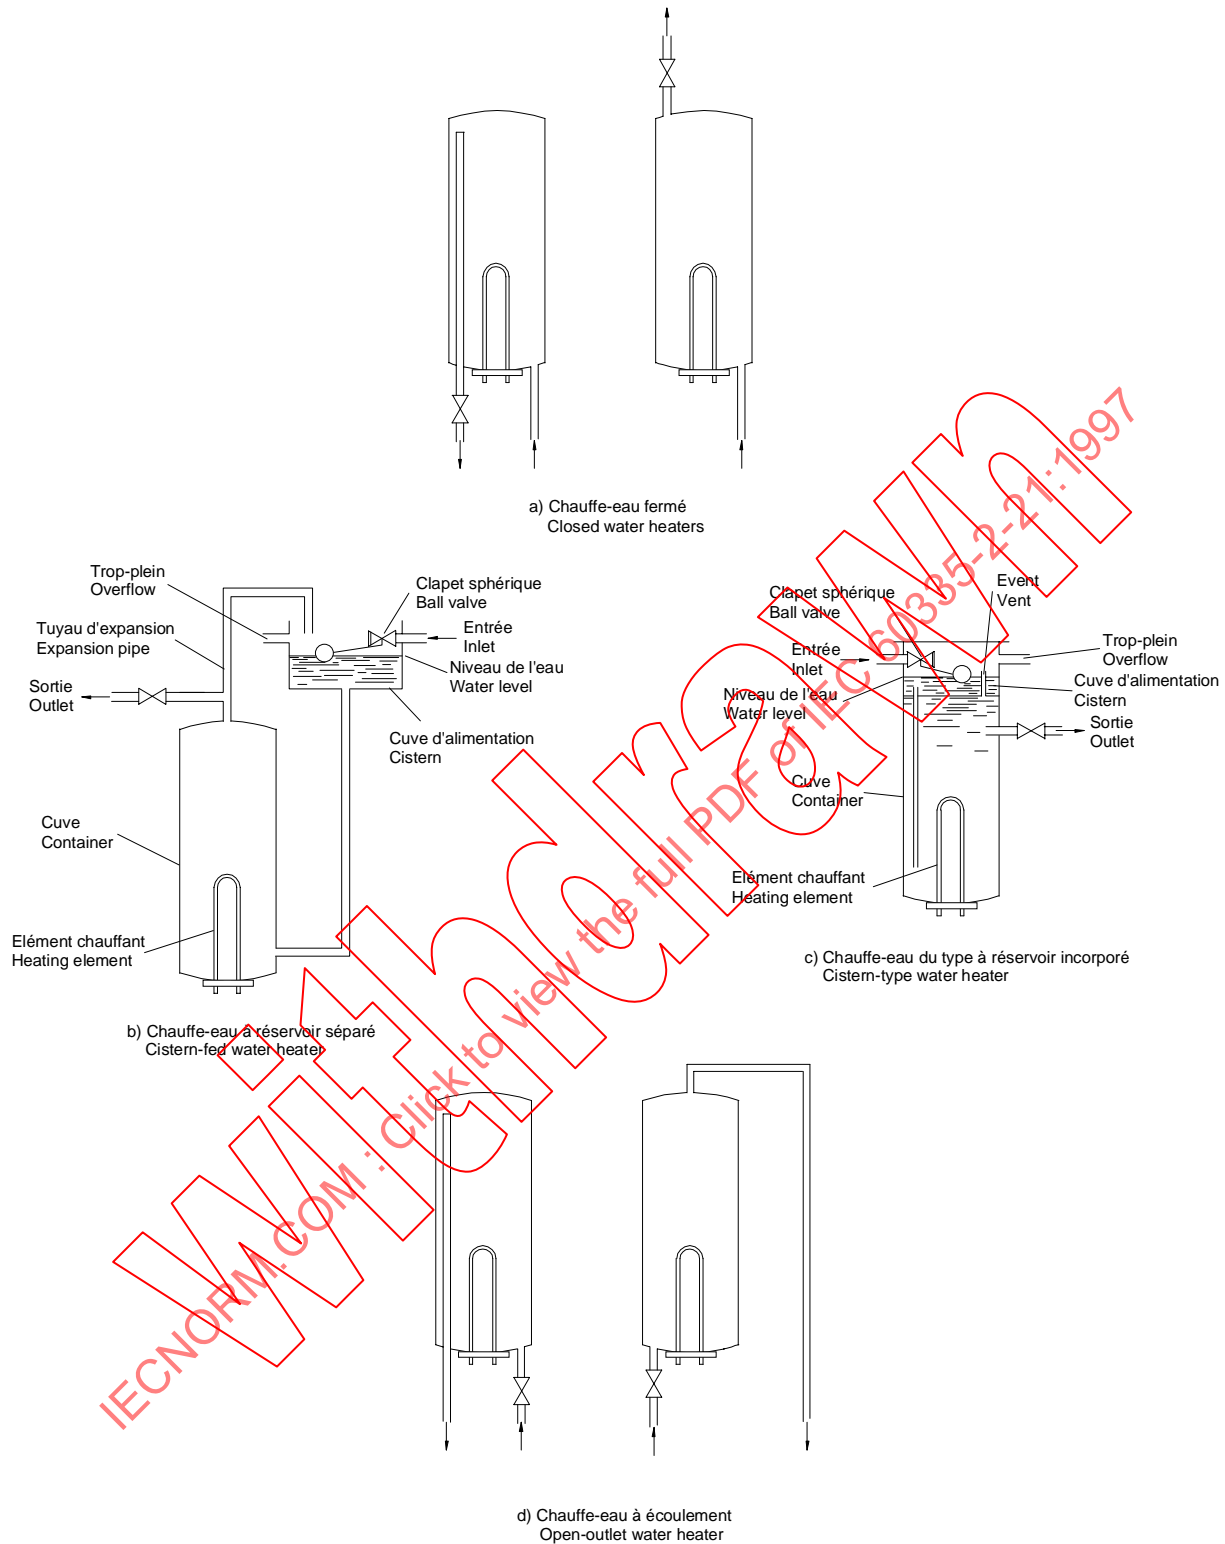 a) Chauffe-eau fermé
Closed water heaters
Trop-plein
Overflow
Tuyau d'expansion
Expansion pipe
Sortie
Outlet
Clapet sphérique
Ball valve
Entrée
Inlet
Niveau de l'eau
Water level
Cuve d'alimentation
Cistern
Cuve
Container
Elément chauffant
Heating element
b) Chauffe-eau à réservoir séparé
Cistern-fed water heater
Clapet sphérique
Ball valve
Event
Vent
Entrée
Inlet
Trop-plein
Overflow
Niveau de l'eau
Water level
Cuve d'alimentation
Cistern
Sortie
Outlet
Cuve
Container
Elément chauffant
Heating element
c) Chauffe-eau du type à réservoir incorporé
Cistern-type water heater
d) Chauffe-eau à écoulement
Open-outlet water heater
Withdrawn
IECNORM.COM : Click to view the full PDF of IEC 60335-2-21:1997